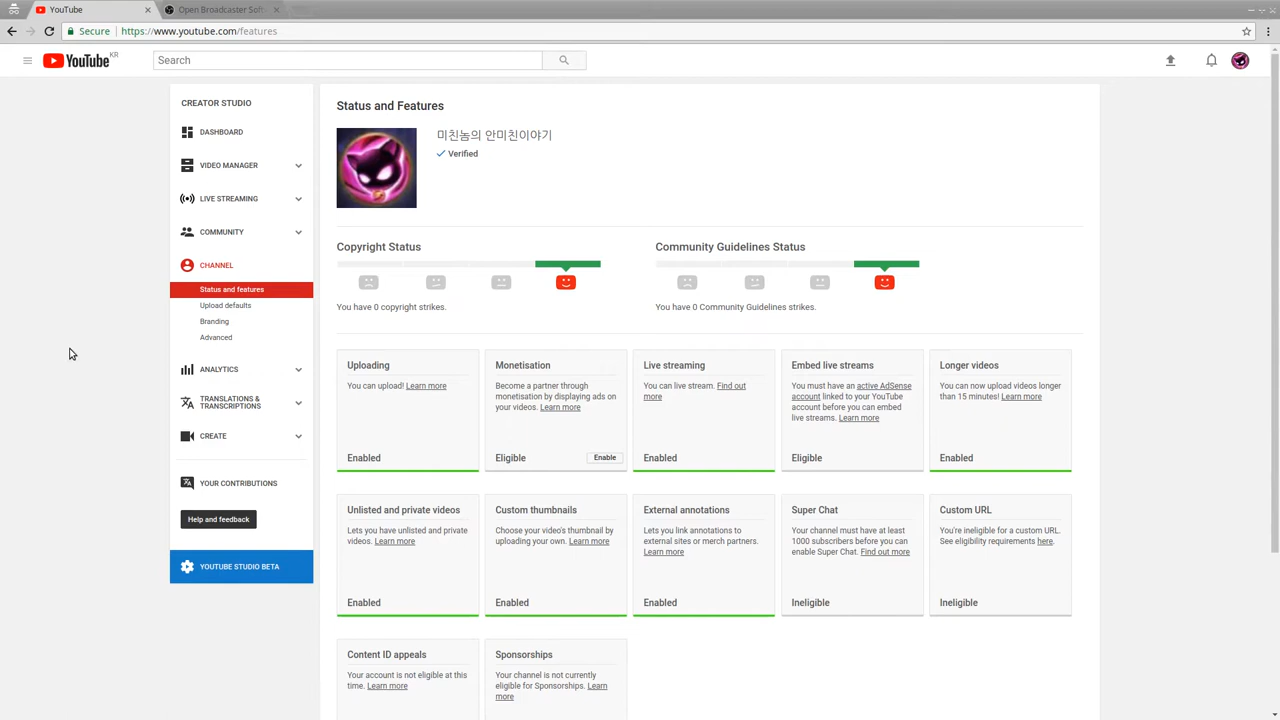 YouTube
Open Broadcaster Soft
Secure
https://www.youtube.com/features
YouTube KR
Search
CREATOR STUDIO
DASHBOARD
VIDEO MANAGER
LIVE STREAMING
COMMUNITY
CHANNEL
Status and features
Upload defaults
Branding
Advanced
ANALYTICS
TRANSLATIONS &
TRANSCRIPTIONS
CREATE
YOUR CONTRIBUTIONS
Help and feedback
YOUTUBE STUDIO BETA
Status and Features
미친놈의 안미친이야기
Verified
Copyright Status
You have 0 copyright strikes.
Community Guidelines Status
You have 0 Community Guidelines strikes.
Uploading
You can upload! Learn more
Enabled
Monetisation
Become a partner through
monetisation by displaying ads on
your videos. Learn more
Eligible
Enable
Live streaming
You can live stream. Find out
more
Enabled
Embed live streams
You must have an active AdSense
account linked to your YouTube
account before you can embed
live streams. Learn more
Eligible
Longer videos
You can now upload videos longer
than 15 minutes! Learn more
Enabled
Unlisted and private videos
Lets you have unlisted and private
videos. Learn more
Enabled
Custom thumbnails
Choose your video's thumbnail by
uploading your own. Learn more
Enabled
External annotations
Lets you link annotations to
external sites or merch partners.
Learn more
Enabled
Super Chat
Your channel must have at least
1000 subscribers before you can
enable Super Chat. Find out more
Ineligible
Custom URL
You're ineligible for a custom URL.
See eligibility requirements here.
Ineligible
Content ID appeals
Your account is not eligible at this
time. Learn more
Sponsorships
Your channel is not currently
eligible for Sponsorships. Learn
more